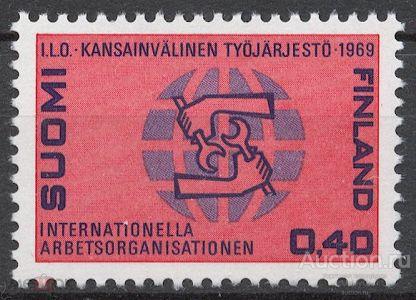 I.L.O.·KANSAINVÄLINEN TYÖJÄRJESTÖ·1969
SUOMI
FINLAND
INTERNATIONELLA
ARBETSORGANISATIONEN
0.40
Auction.ru